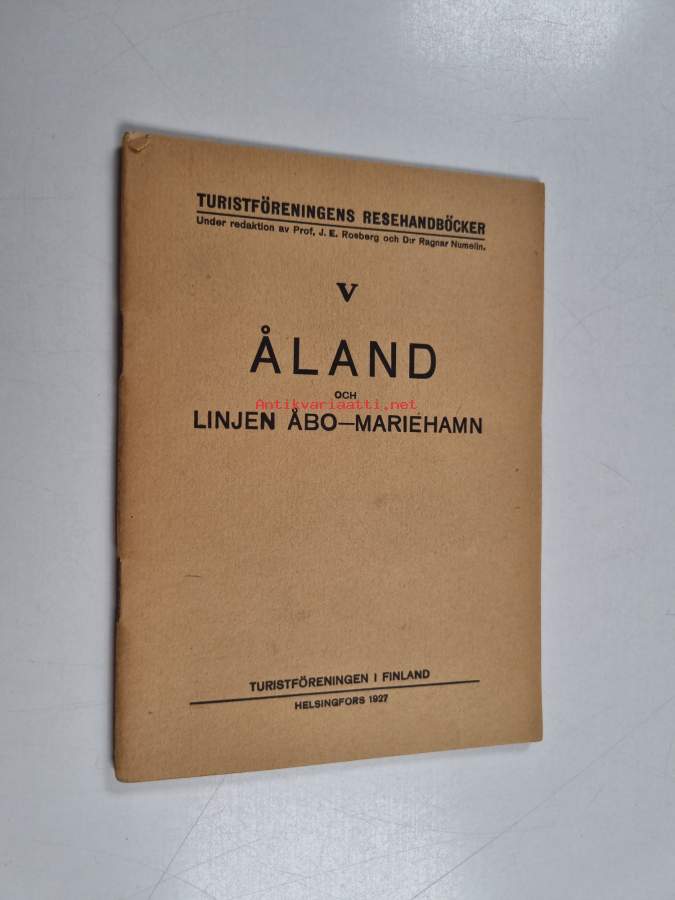 TURISTFÖRENINGENS RESEHANDBÖCKER
Under redaktion av Prof. J. E. Rosberg och D:r Ragnar Numelin.
V
ÅLAND
OCH
Antikvariaatti.net
LINJEN ÅBO—MARIEHAMN
TURISTFÖRENINGEN I FINLAND
HELSINGFORS 1927